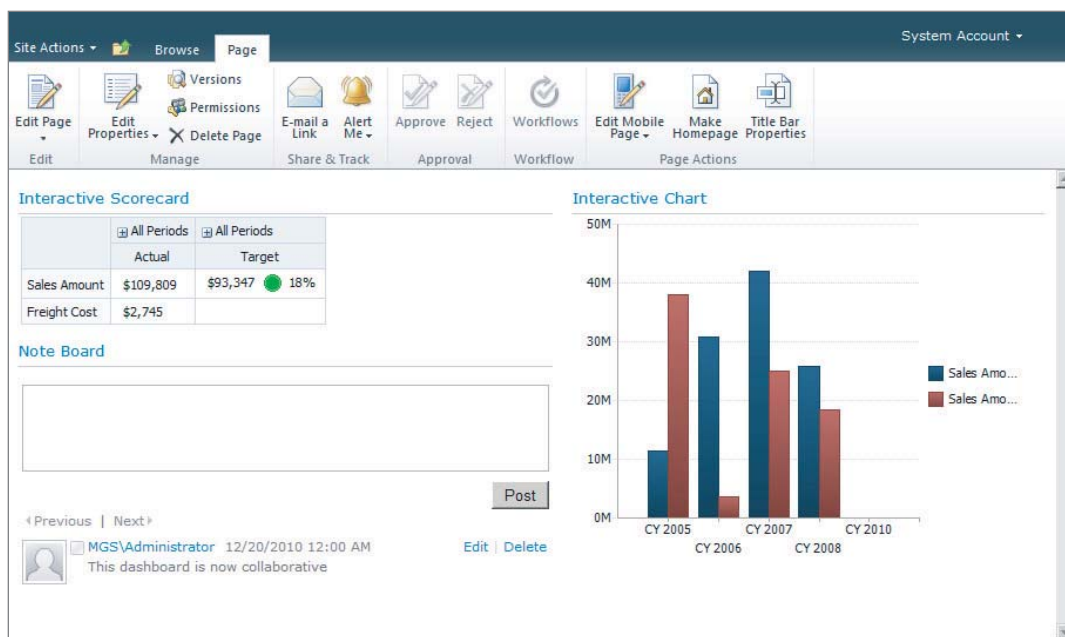 System Account
Site Actions
Browse
Page
Edit Page
Edit
Properties
Versions
Permissions
Delete Page
E-mail a
Link
Alert
Me
Approve
Reject
Workflows
Edit Mobile
Page
Make
Homepage
Title Bar
Properties
Edit
Manage
Share & Track
Approval
Workflow
Page Actions
Interactive Scorecard
All Periods All Periods
Actual Target
Sales Amount $109,809 $93,347 18%
Freight Cost $2,745
Note Board
Post
Previous | Next
MGS\Administrator 12/20/2010 12:00 AM Edit | Delete
This dashboard is now collaborative
Interactive Chart
50M
40M
30M
20M
10M
0M
CY 2005 CY 2007 CY 2010
CY 2006 CY 2008
Sales Amo...
Sales Amo...